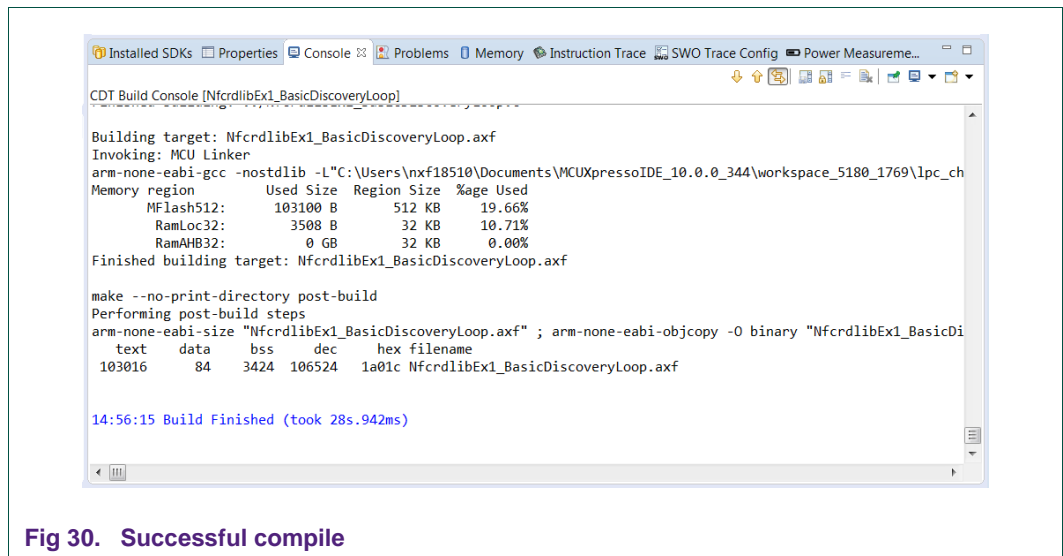 Installed SDKs Properties Console Problems Memory Instruction Trace SWO Trace Config Power Measureme...
CDT Build Console [NfcrdlibEx1_BasicDiscoveryLoop]
Building target: NfcrdlibEx1_BasicDiscoveryLoop.axf
Invoking: MCU Linker
arm-none-eabi-gcc -nostdlib -L"C:\Users\nxf18510\Documents\MCUXpressoIDE_10.0.0_344\workspace_5180_1769\lpc_ch
Memory region Used Size Region Size %age Used
MFlash512: 103100 B 512 KB 19.66%
RamLoc32: 3508 B 32 KB 10.71%
RamAHB32: 0 GB 32 KB 0.00%
Finished building target: NfcrdlibEx1_BasicDiscoveryLoop.axf
make --no-print-directory post-build
Performing post-build steps
arm-none-eabi-size "NfcrdlibEx1_BasicDiscoveryLoop.axf" ; arm-none-eabi-objcopy -O binary "NfcrdlibEx1_BasicDi
text data bss dec hex filename
103016 84 3424 106524 1a01c NfcrdlibEx1_BasicDiscoveryLoop.axf
14:56:15 Build Finished (took 28s.942ms)
Fig 30. Successful compile